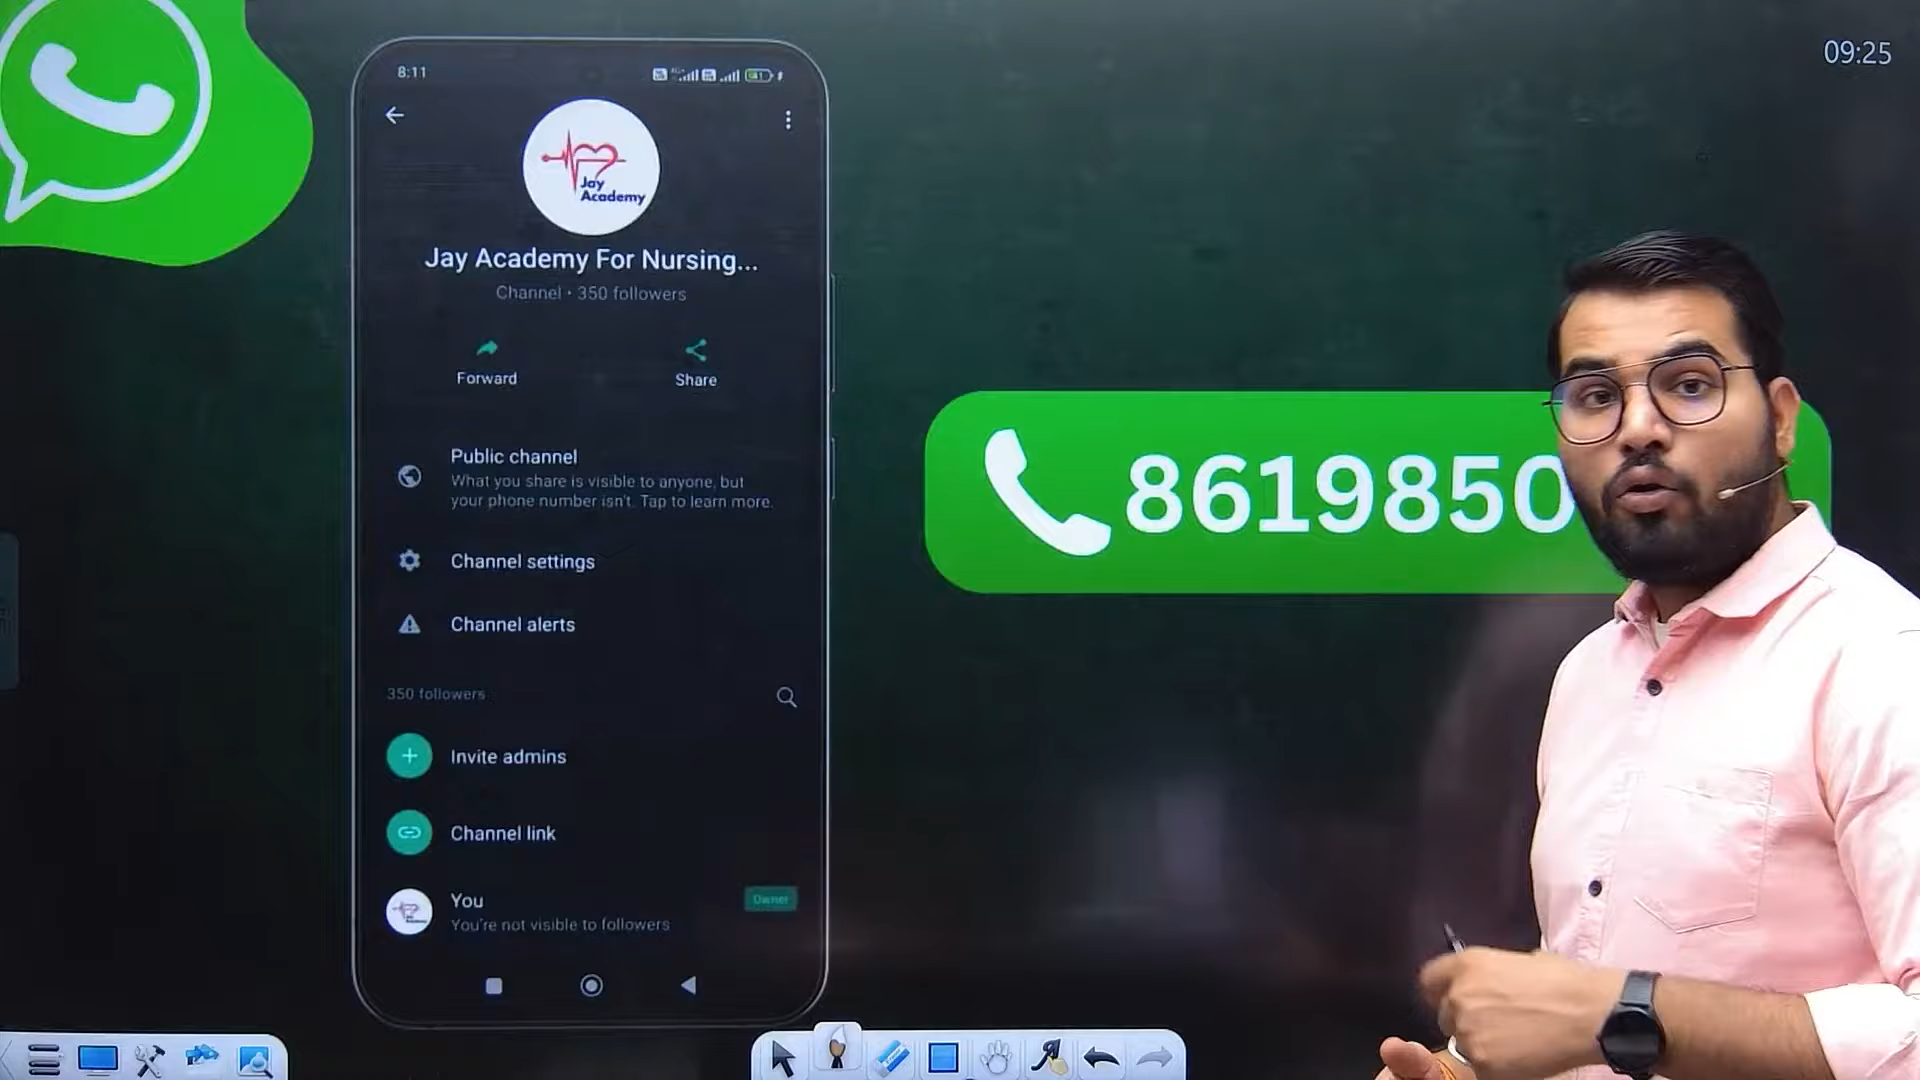 09:25
8:11
Jay
Academy
Jay Academy For Nursing...
Channel • 350 followers
Forward
Share
8619850
Public channel
What you share is visible to anyone, but
your phone number isn't. Tap to learn more.
Channel settings
Channel alerts
350 followers
Invite admins
Channel link
You
Owner
You're not visible to followers